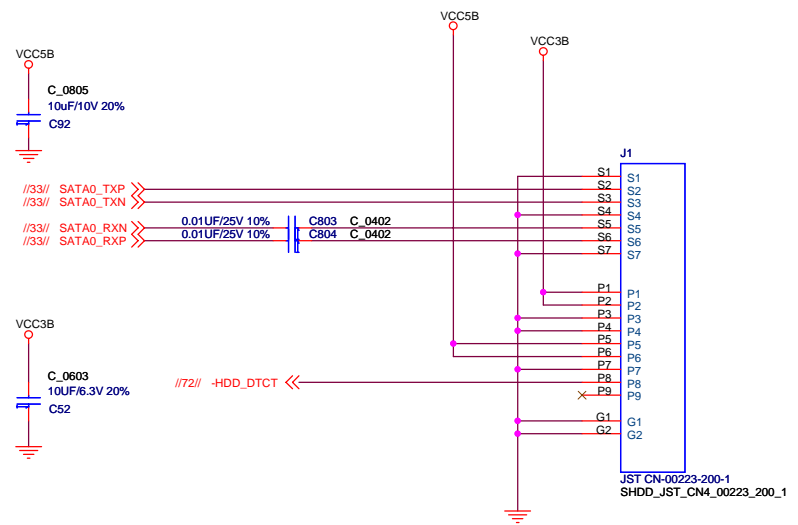 VCC5B
VCC3B
VCC5B
C_0805
10uF/10V 20%
C92
J1
//33// SATA0_TXP
//33// SATA0_TXN
//33// SATA0_RXN
//33// SATA0_RXP
0.01UF/25V 10% C803 C_0402
0.01UF/25V 10% C804 C_0402
S1 S1
S2 S2
S3 S3
S4 S4
S5 S5
S6 S6
S7 S7
P1 P1
P2 P2
P3 P3
P4 P4
P5 P5
P6 P6
P7 P7
P8 P8
P9 P9
G1 G1
G2 G2
VCC3B
C_0603
10UF/6.3V 20%
C52
//72// -HDD_DTCT
JST CN-00223-200-1
SHDD_JST_CN4_00223_200_1